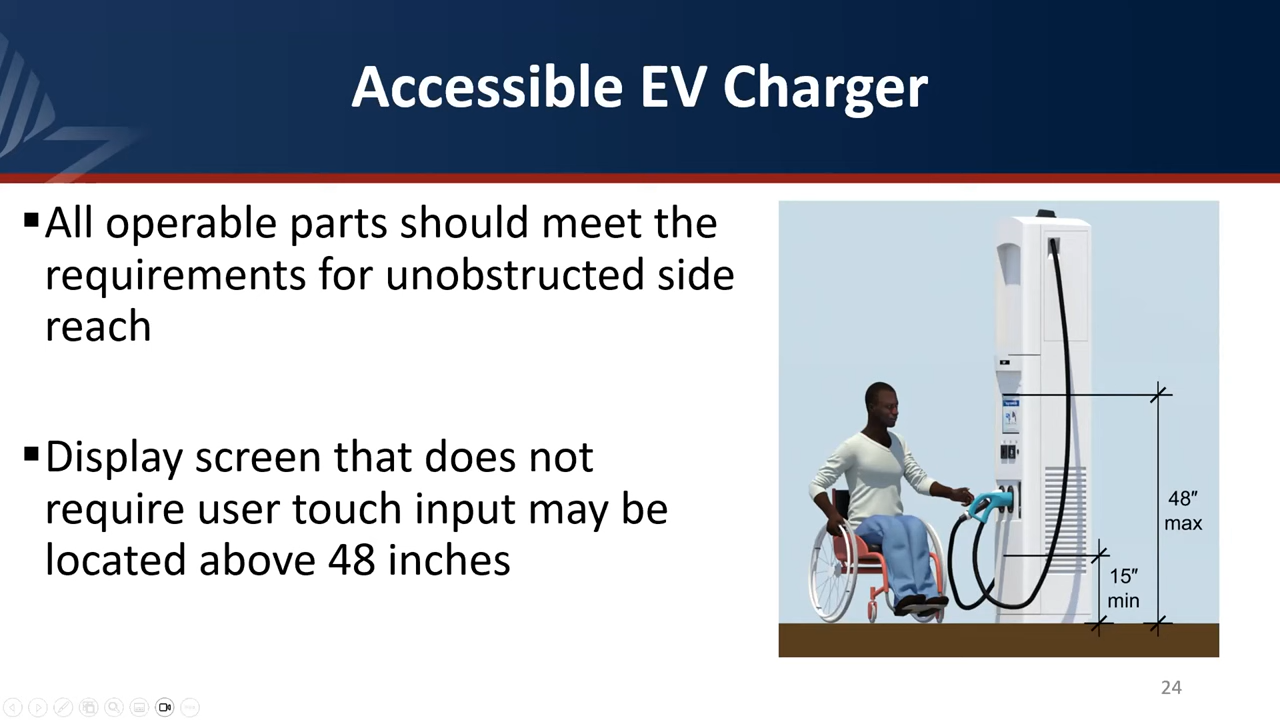 Accessible EV Charger
▪All operable parts should meet the
requirements for unobstructed side
reach
▪Display screen that does not
require user touch input may be
located above 48 inches
48″
max
15″
min
24